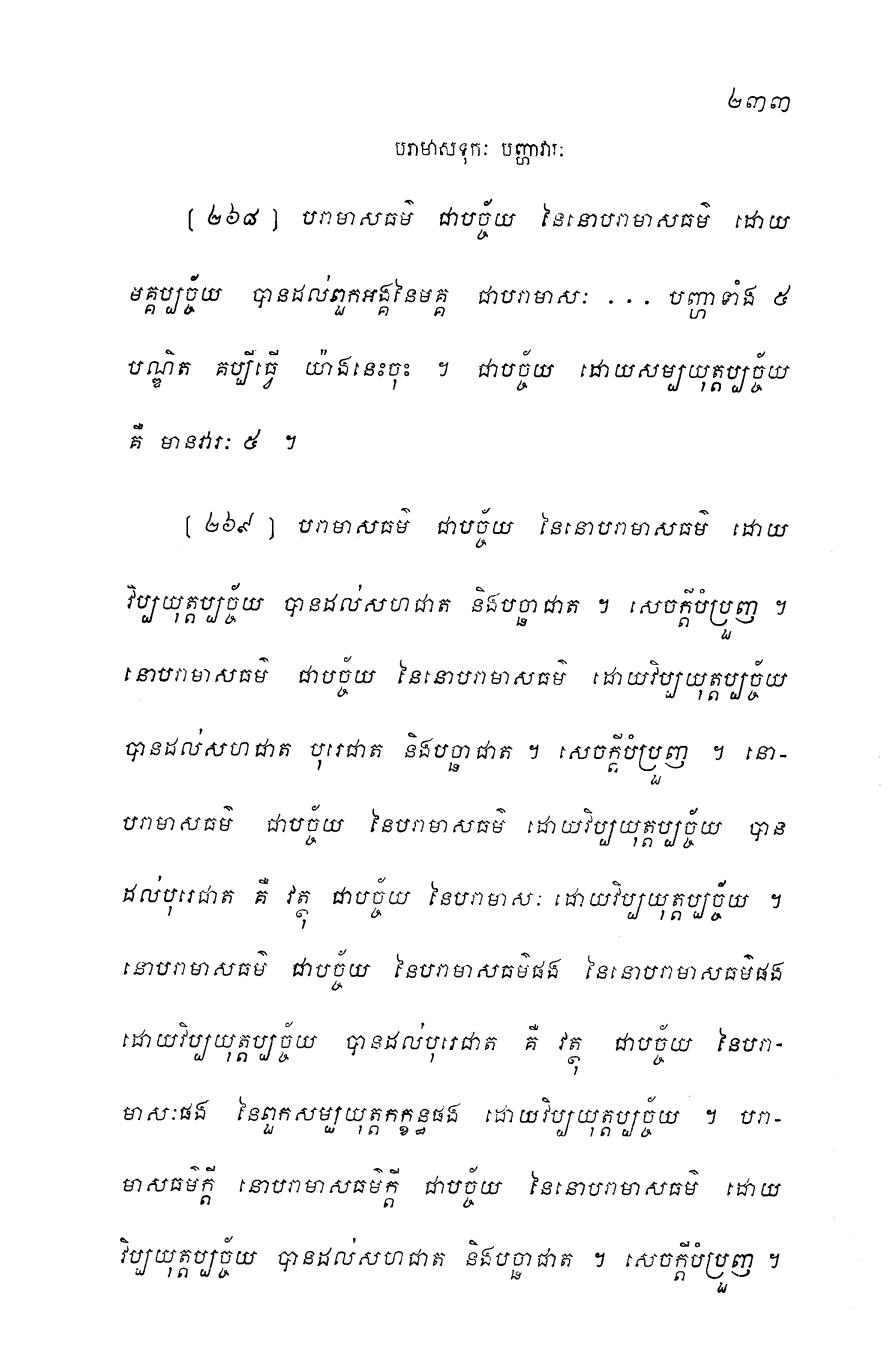 ២៣៣
បរាមាសទុកៈ បញ្ហាវារៈ
[ ២៦៨ ] បរាមាសធម៌ ជាបច្ច័យ នៃនោបរាមាសធម៌ ដោយ
មគ្គប្បច្ច័យ បានដល់ពួកអង្គនៃមគ្គ ជាបរាមាសៈ ... បញ្ហាទាំង ៥
បណ្ឌិត គប្បីធ្វើ យ៉ាងនេះចុះ ។ ជាបច្ច័យ ដោយសម្បយុត្តប្បច្ច័យ
គឺ មានវារៈ ៥ ។
[ ២៦៩ ] បរាមាសធម៌ ជាបច្ច័យ នៃនោបរាមាសធម៌ ដោយ
វិប្បយុត្តប្បច្ច័យ បានដល់សហជាត និងបច្ឆាជាត ។ សេចក្តីបំប្រួញ ។
នោបរាមាសធម៌ ជាបច្ច័យ នៃនោបរាមាសធម៌ ដោយវិប្បយុត្តប្បច្ច័យ
បានដល់សហជាត បុរេជាត និងបច្ឆាជាត ។ សេចក្តីបំប្រួញ ។ នោ-
បរាមាសធម៌ ជាបច្ច័យ នៃបរាមាសធម៌ ដោយវិប្បយុត្តប្បច្ច័យ បាន
ដល់បុរេជាត គឺ វត្ថុ ជាបច្ច័យ នៃបរាមាសៈ ដោយវិប្បយុត្តប្បច្ច័យ ។
នោបរាមាសធម៌ ជាបច្ច័យ នៃបរាមាសធម៌ផង នៃនោបរាមាសធម៌ផង
ដោយវិប្បយុត្តប្បច្ច័យ បានដល់បុរេជាត គឺ វត្ថុ ជាបច្ច័យ នៃបរា-
មាសៈផង នៃពួកសម្បយុត្តកក្ខន្ធផង ដោយវិប្បយុត្តប្បច្ច័យ ។ បរា-
មាសធម៌ក្តី នោបរាមាសធម៌ក្តី ជាបច្ច័យ នៃនោបរាមាសធម៌ ដោយ
វិប្បយុត្តប្បច្ច័យ បានដល់សហជាត និងបច្ឆាជាត ។ សេចក្តីបំប្រួញ ។